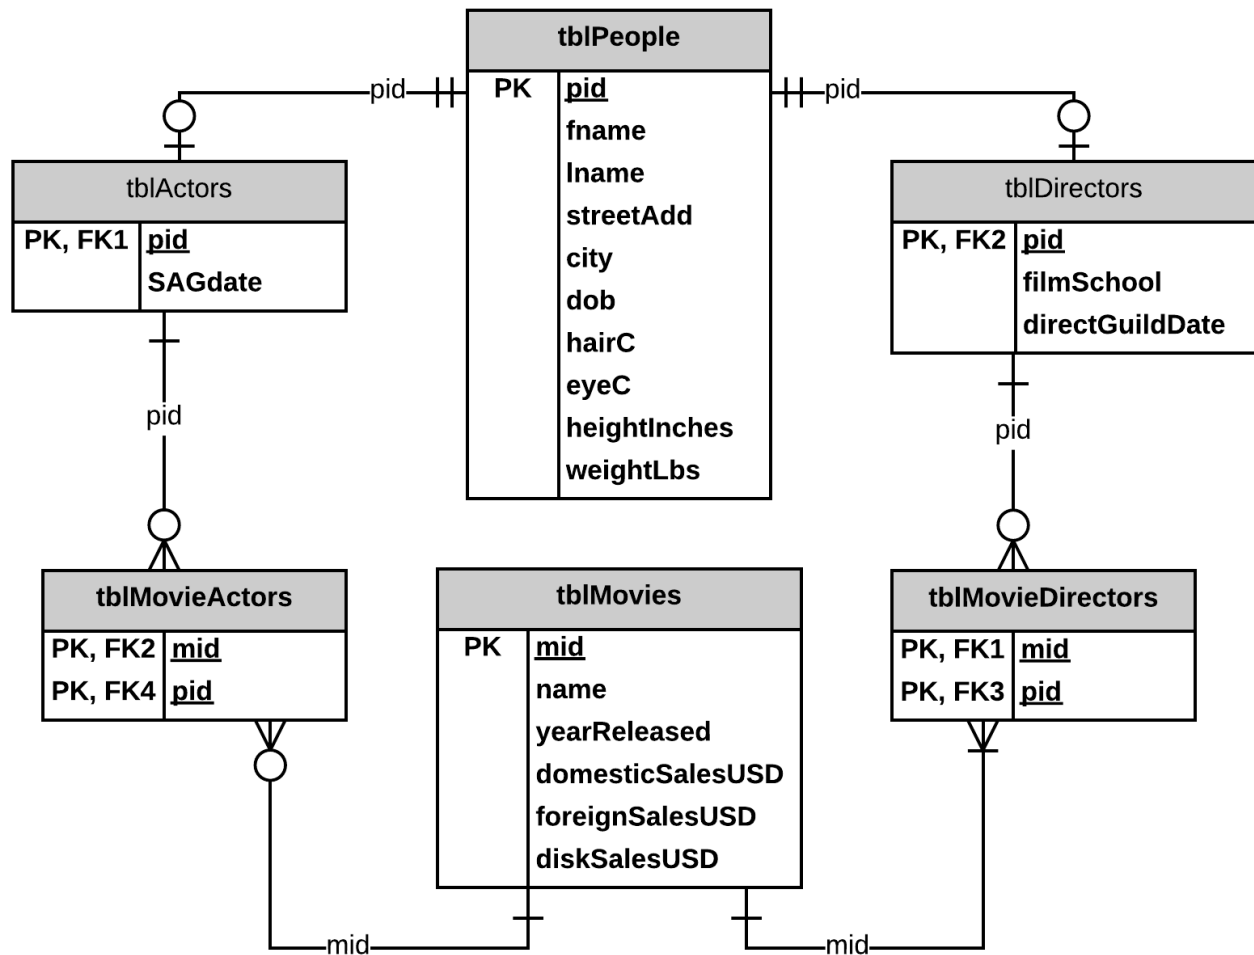 tblPeople
PK pid
fname
lname
streetAdd
city
dob
hairC
eyeC
heightInches
weightLbs
pid
pid
tblActors
PK, FK1 pid
SAGdate
tblDirectors
PK, FK2 pid
filmSchool
directGuildDate
pid
pid
tblMovieActors
PK, FK2 mid
PK, FK4 pid
tblMovies
PK mid
name
yearReleased
domesticSalesUSD
foreignSalesUSD
diskSalesUSD
tblMovieDirectors
PK, FK1 mid
PK, FK3 pid
mid
mid